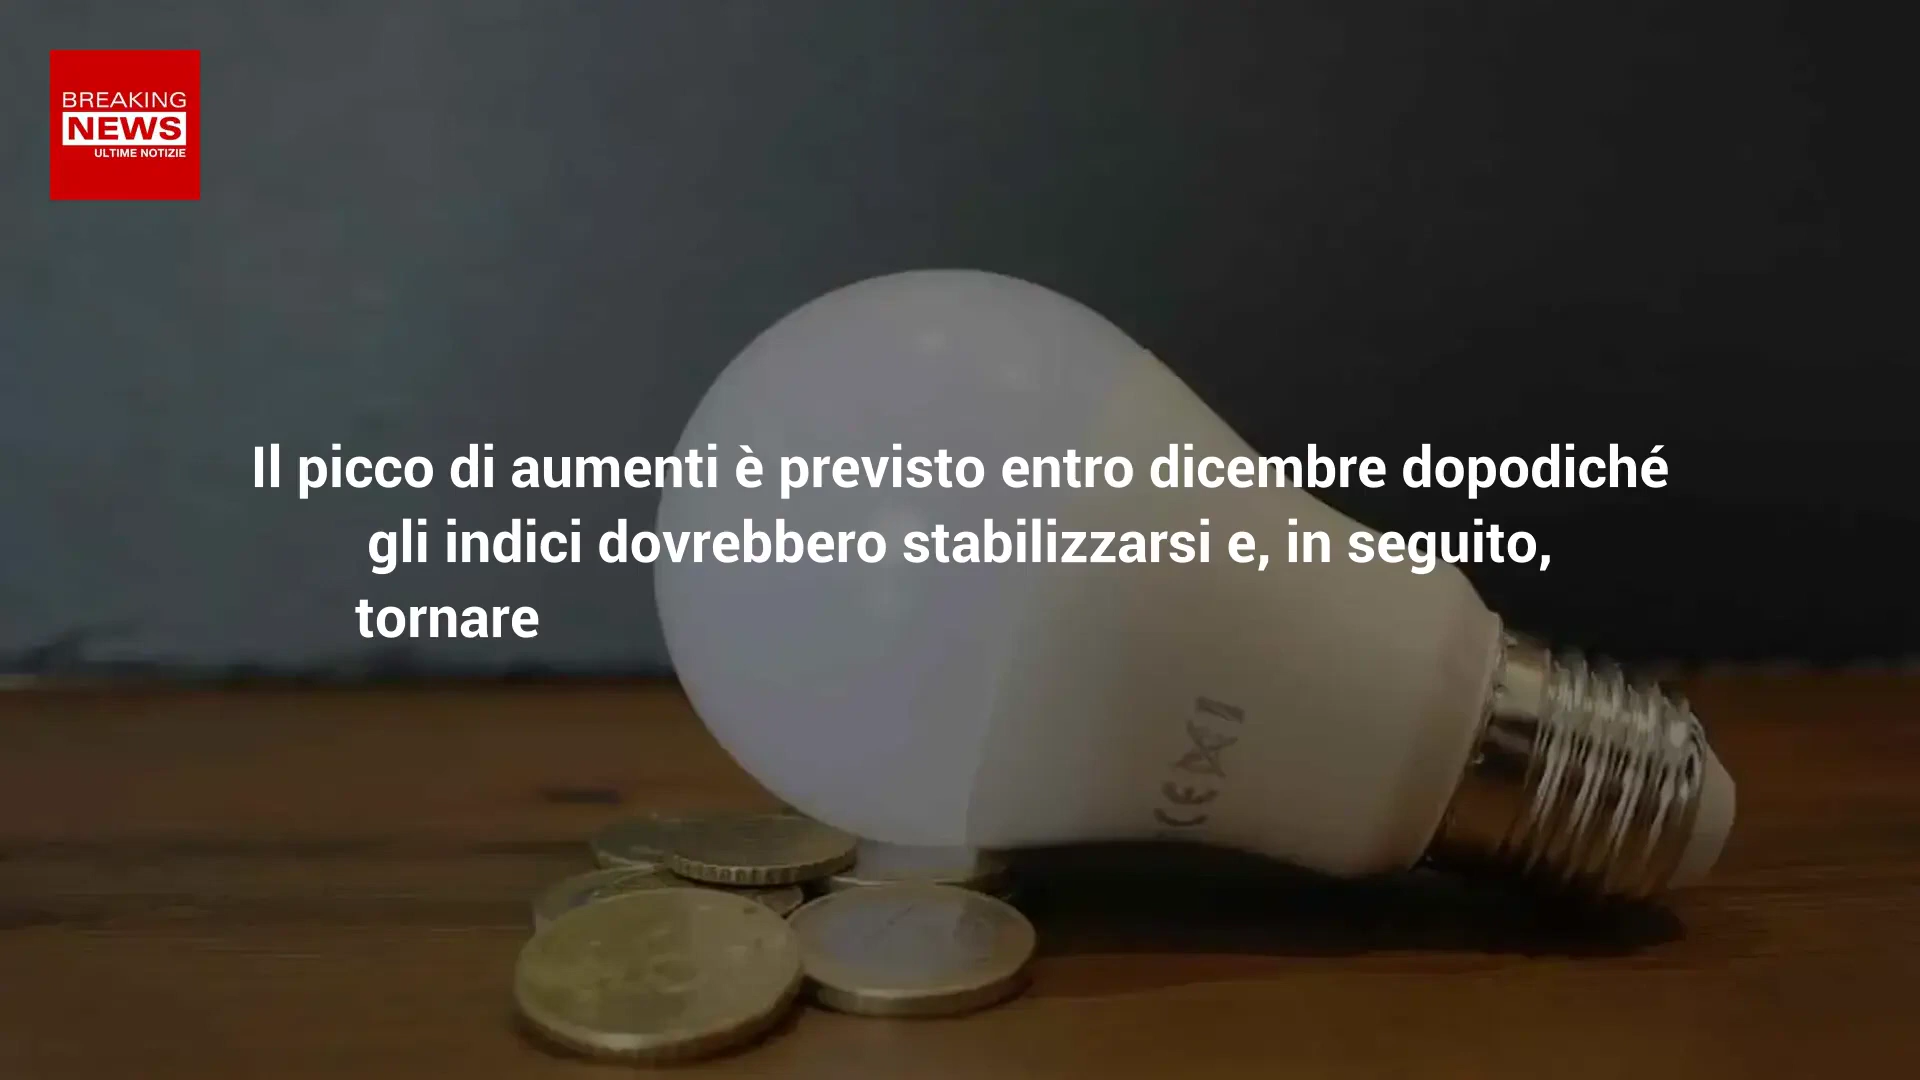 BREAKING
NEWS
ULTIME NOTIZIE
Il picco di aumenti è previsto entro dicembre dopodiché
gli indici dovrebbero stabilizzarsi e, in seguito,
tornare
CE